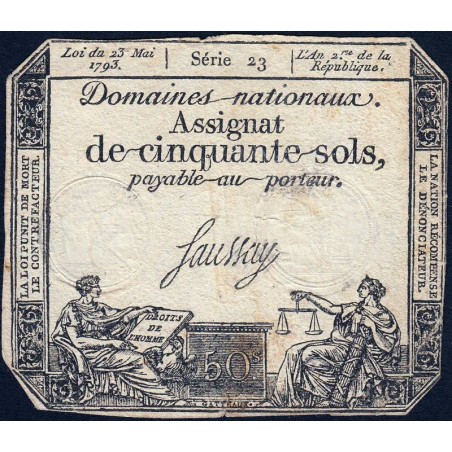 Loi du 23 Mai
1793.
Série 23
L'An 2.me de la
République.
Domaines nationaux.
Assignat
de cinquante sols,
payable au porteur.
LA LOI PUNIT DE MORT
LE CONTREFACTEUR.
LA NATION RÉCOMPENSE
LE DÉNONCIATEUR.
Saussay
DROITS
DE
L'HOMME
50s
GATTEAUX